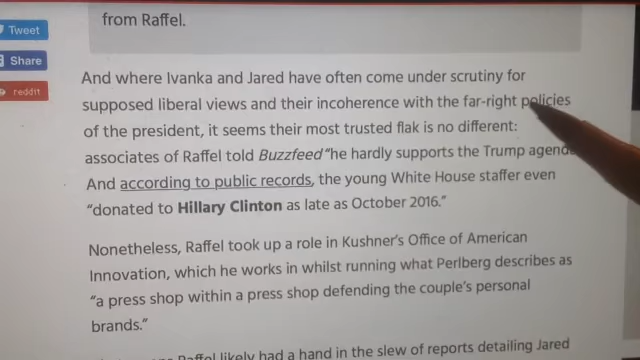 Tweet
Share
reddit
from Raffel.
And where Ivanka and Jared have often come under scrutiny for
supposed liberal views and their incoherence with the far-right policies
of the president, it seems their most trusted flak is no different:
associates of Raffel told Buzzfeed "he hardly supports the Trump agenda
And according to public records, the young White House staffer even
"donated to Hillary Clinton as late as October 2016."
Nonetheless, Raffel took up a role in Kushner's Office of American
Innovation, which he works in whilst running what Perlberg describes as
"a press shop within a press shop defending the couple's personal
brands."
Raffel likely had a hand in the slew of reports detailing Jared